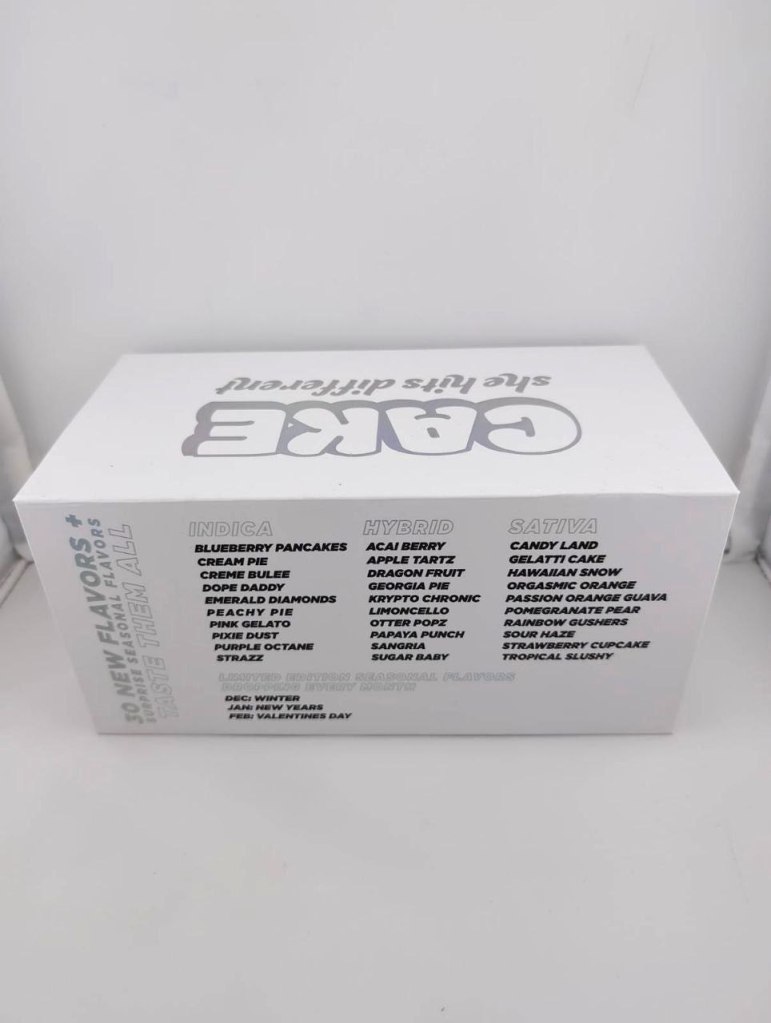 she hits different
CAKE
30 NEW FLAVORS +
SURPRISE SEASONAL FLAVORS
TASTE THEM ALL
INDICA
BLUEBERRY PANCAKES
CREAM PIE
CREME BULEE
DOPE DADDY
EMERALD DIAMONDS
PEACHY PIE
PINK GELATO
PIXIE DUST
PURPLE OCTANE
STRAZZ
HYBRID
ACAI BERRY
APPLE TARTZ
DRAGON FRUIT
GEORGIA PIE
KRYPTO CHRONIC
LIMONCELLO
OTTER POPZ
PAPAYA PUNCH
SANGRIA
SUGAR BABY
SATIVA
CANDY LAND
GELATTI CAKE
HAWAIIAN SNOW
ORGASMIC ORANGE
PASSION ORANGE GUAVA
POMEGRANATE PEAR
RAINBOW GUSHERS
SOUR HAZE
STRAWBERRY CUPCAKE
TROPICAL SLUSHY
LIMITED EDITION SEASONAL FLAVORS
DROPPING EVERY MONTH
DEC: WINTER
JAN: NEW YEARS
FEB: VALENTINES DAY